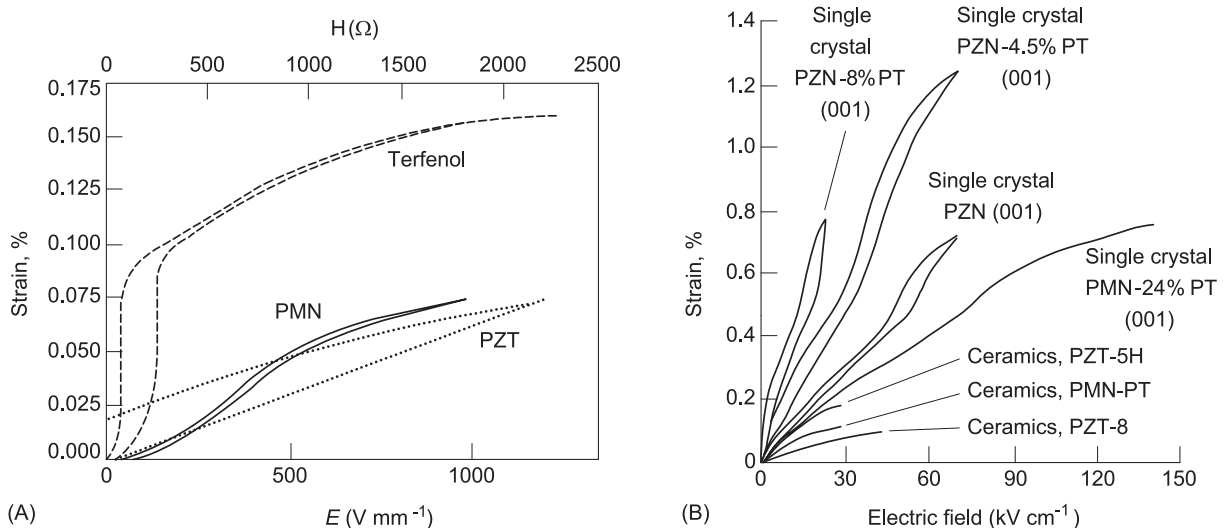 H (Ω)
0 500 1000 1500 2000 2500
0.175
0.150
0.125
0.100
0.075
0.050
0.025
0.000
Strain, %
Terfenol
PMN
PZT
0 500 1000
E (V mm⁻¹)
(A)
1.4
1.2
1.0
0.8
0.6
0.4
0.2
0
Strain, %
Single
crystal
PZN-8% PT
(001)
Single crystal
PZN-4.5% PT
(001)
Single crystal
PZN (001)
Single crystal
PMN-24% PT
(001)
Ceramics, PZT-5H
Ceramics, PMN-PT
Ceramics, PZT-8
0 30 60 90 120 150
Electric field (kV cm⁻¹)
(B)